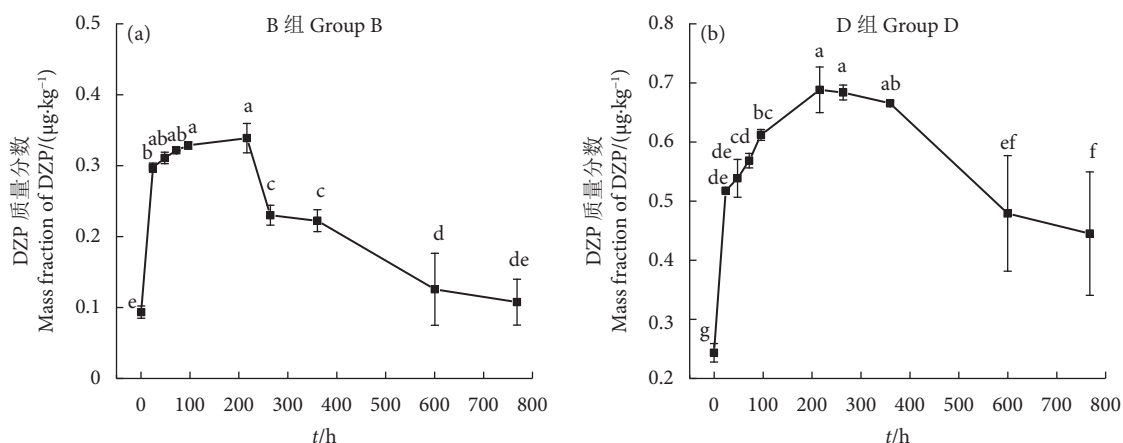 B 组 Group B
(a)
DZP 质量分数
Mass fraction of DZP/(μg·kg⁻¹)
0.5
0.4
0.3
0.2
0.1
0
e
b
ab
ab
a
a
c
c
d
de
0 100 200 300 400 500 600 700 800
t/h
D 组 Group D
(b)
DZP 质量分数
Mass fraction of DZP/(μg·kg⁻¹)
0.8
0.7
0.6
0.5
0.4
0.3
0.2
g
de
de
cd
bc
a
a
ab
ef
f
0 100 200 300 400 500 600 700 800
t/h